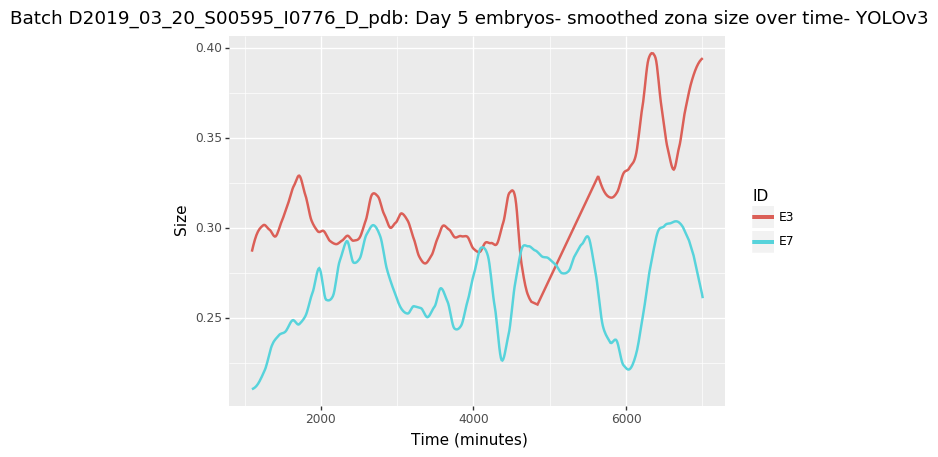 Batch D2019_03_20_S00595_I0776_D_pdb: Day 5 embryos- smoothed zona size over time- YOLOv3
0.40
0.35
0.30
0.25
Size
2000
4000
6000
Time (minutes)
ID
E3
E7